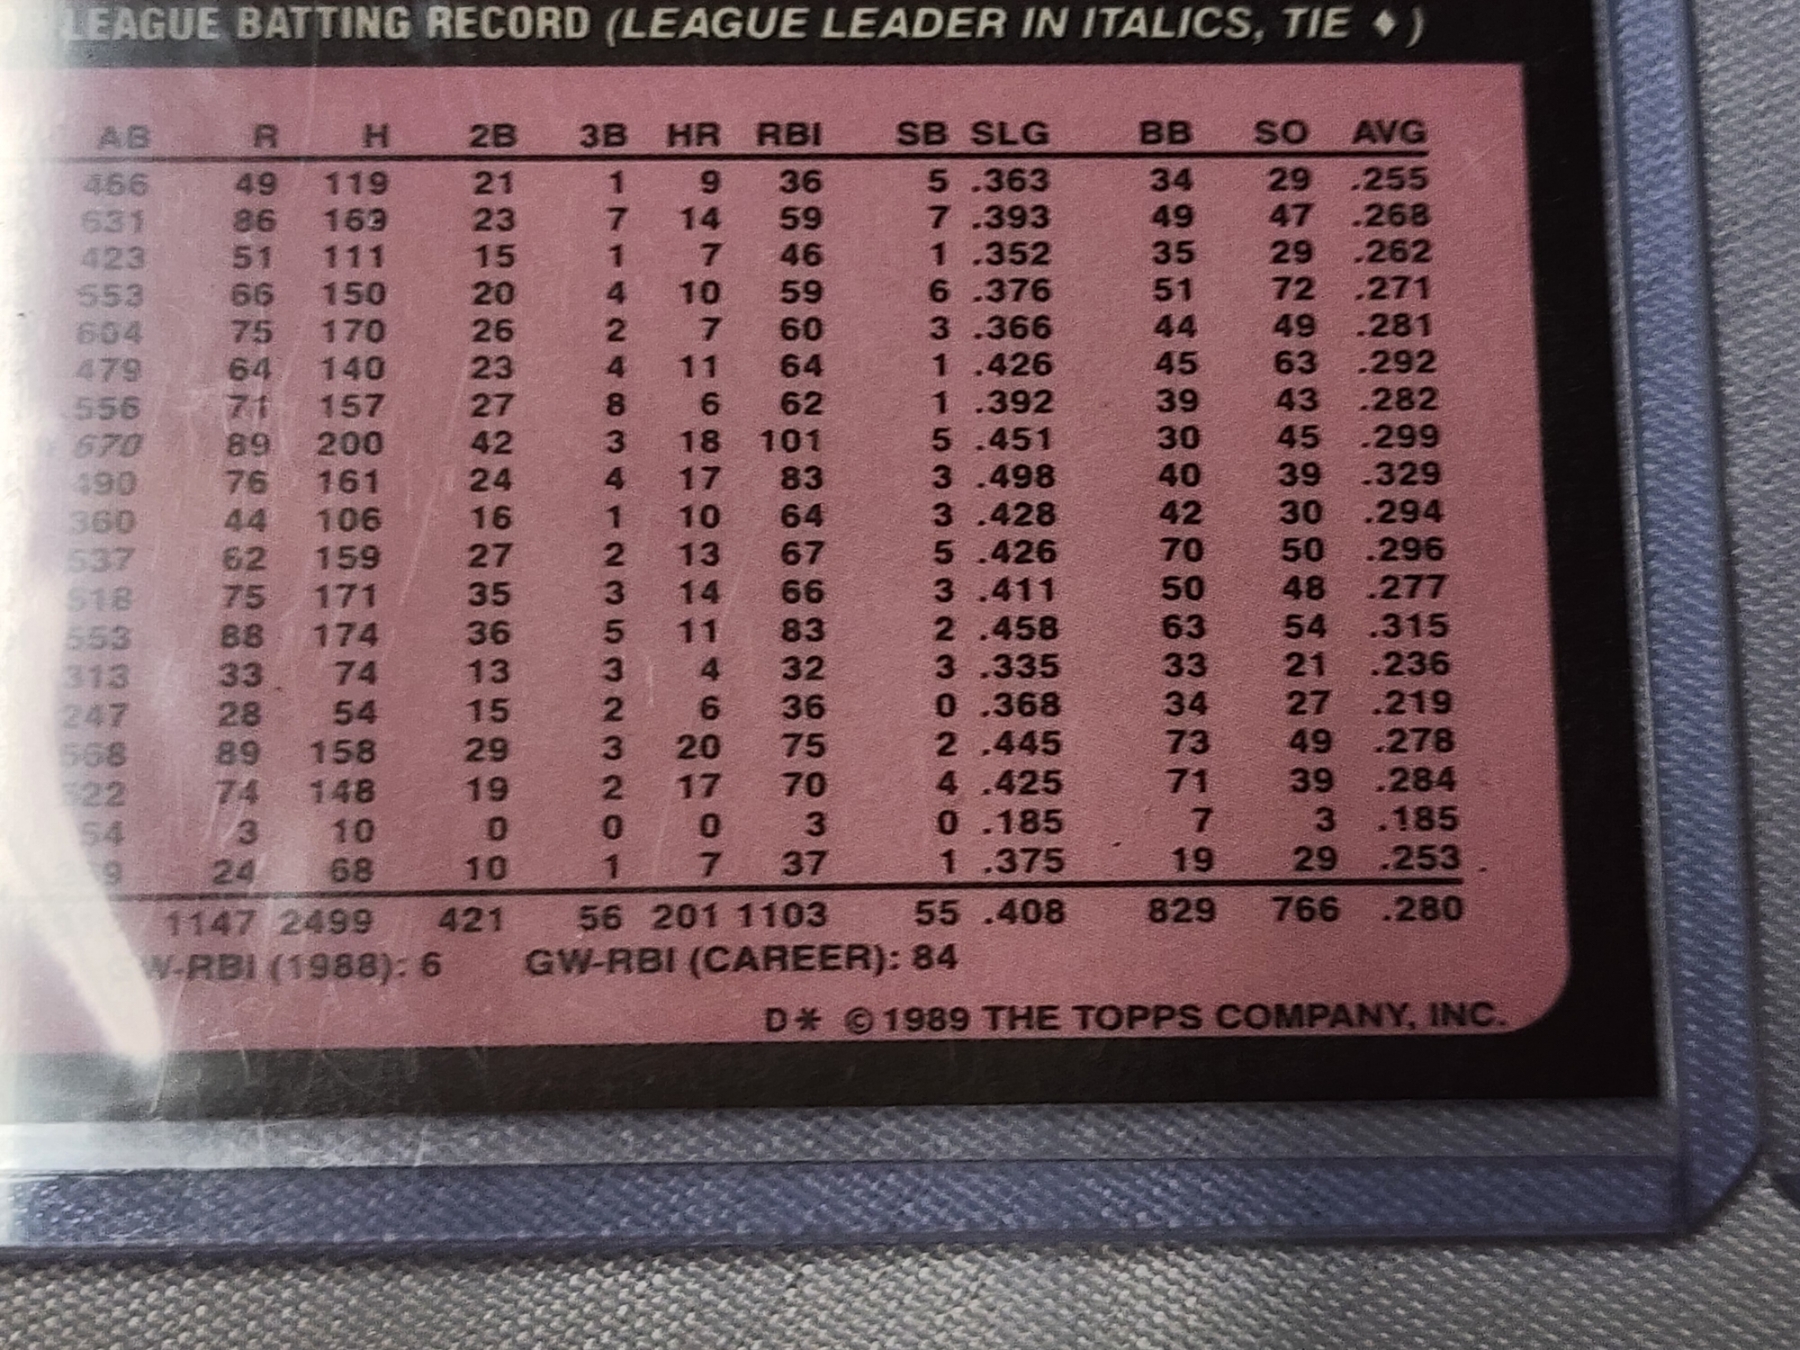 LEAGUE BATTING RECORD (LEAGUE LEADER IN ITALICS, TIE ♦)
AB R H 2B 3B HR RBI SB SLG BB SO AVG
466 49 119 21 1 9 36 5 .363 34 29 .255
631 86 169 23 7 14 59 7 .393 49 47 .268
423 51 111 15 1 7 46 1 .352 35 29 .262
553 66 150 20 4 10 59 6 .376 51 72 .271
604 75 170 26 2 7 60 3 .366 44 49 .281
479 64 140 23 4 11 64 1 .426 45 63 .292
556 71 157 27 8 6 62 1 .392 39 43 .282
670 89 200 42 3 18 101 5 .451 30 45 .299
490 76 161 24 4 17 83 3 .498 40 39 .329
360 44 106 16 1 10 64 3 .428 42 30 .294
537 62 159 27 2 13 67 5 .426 70 50 .296
618 75 171 35 3 14 66 3 .411 50 48 .277
553 88 174 36 5 11 83 2 .458 63 54 .315
313 33 74 13 3 4 32 3 .335 33 21 .236
247 28 54 15 2 6 36 0 .368 34 27 .219
568 89 158 29 3 20 75 2 .445 73 49 .278
522 74 148 19 2 17 70 4 .425 71 39 .284
54 3 10 0 0 0 3 0 .185 7 3 .185
24 68 10 1 7 37 1 .375 19 29 .253
1147 2499 421 56 201 1103 55 .408 829 766 .280
GW-RBI (1988): 6 GW-RBI (CAREER): 84
D* © 1989 THE TOPPS COMPANY, INC.